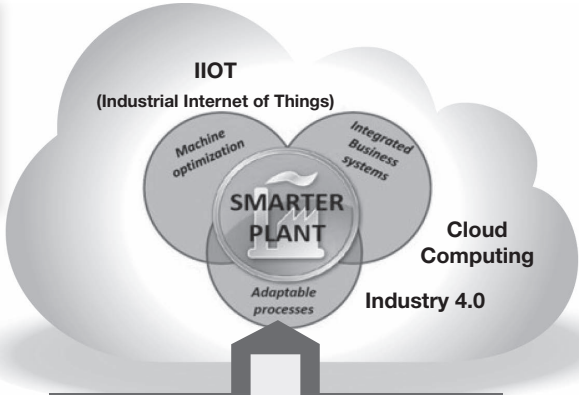 IIOT
(Industrial Internet of Things)
Machine
optimization
Integrated
Business
systems
SMARTER
PLANT
Cloud
Computing
Adaptable
processes
Industry 4.0